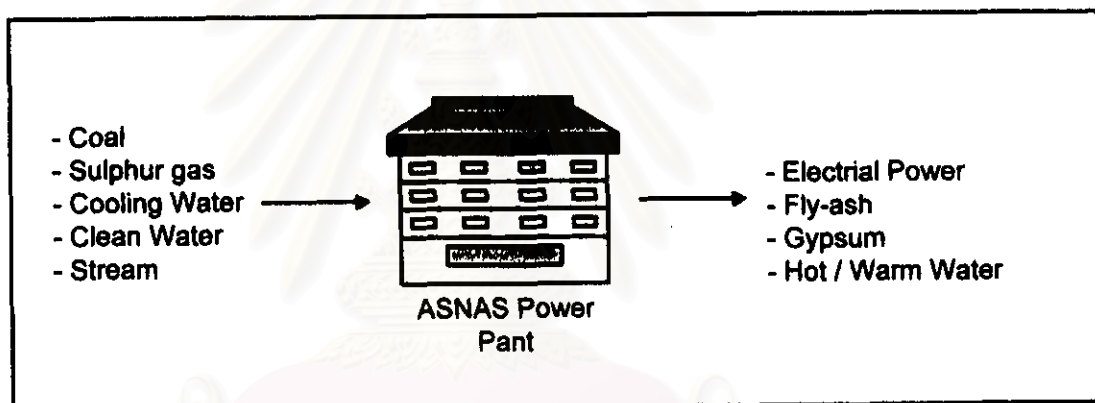 - Coal
- Sulphur gas
- Cooling Water
- Clean Water
- Stream
ASNAS Power
Pant
- Electrial Power
- Fly-ash
- Gypsum
- Hot / Warm Water